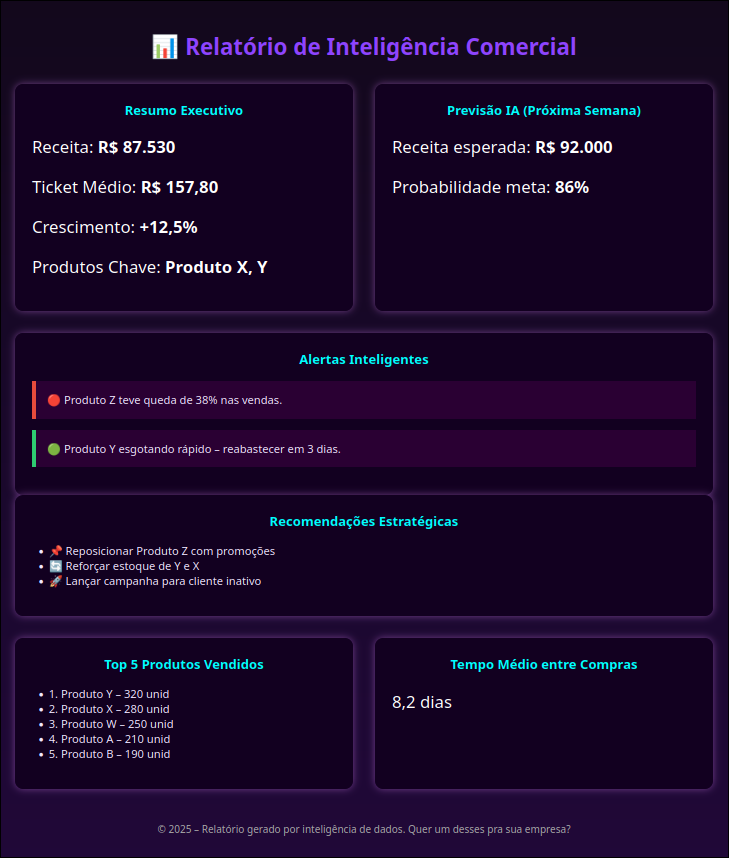 📊 Relatório de Inteligência Comercial
Resumo Executivo
Receita: R$ 87.530
Ticket Médio: R$ 157,80
Crescimento: +12,5%
Produtos Chave: Produto X, Y
Previsão IA (Próxima Semana)
Receita esperada: R$ 92.000
Probabilidade meta: 86%
Alertas Inteligentes
🔴 Produto Z teve queda de 38% nas vendas.
🟢 Produto Y esgotando rápido – reabastecer em 3 dias.
Recomendações Estratégicas
• 📌 Reposicionar Produto Z com promoções
• 🔄 Reforçar estoque de Y e X
• 🚀 Lançar campanha para cliente inativo
Top 5 Produtos Vendidos
• 1. Produto Y – 320 unid
• 2. Produto X – 280 unid
• 3. Produto W – 250 unid
• 4. Produto A – 210 unid
• 5. Produto B – 190 unid
Tempo Médio entre Compras
8,2 dias
© 2025 – Relatório gerado por inteligência de dados. Quer um desses pra sua empresa?